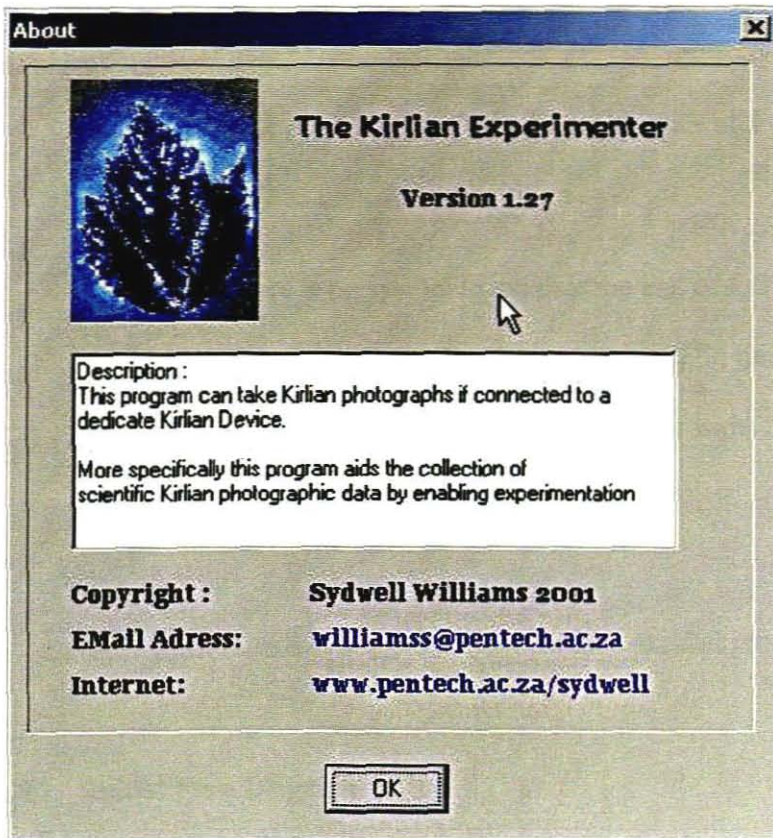 About
The Kirlian Experimenter
Version 1.27
Description :
This program can take Kirlian photographs if connected to a
dedicate Kirlian Device.
More specifically this program aids the collection of
scientific Kirlian photographic data by enabling experimentation
Copyright : Sydwell Williams 2001
EMail Adress: williamss@pentech.ac.za
Internet: www.pentech.ac.za/sydwell
OK